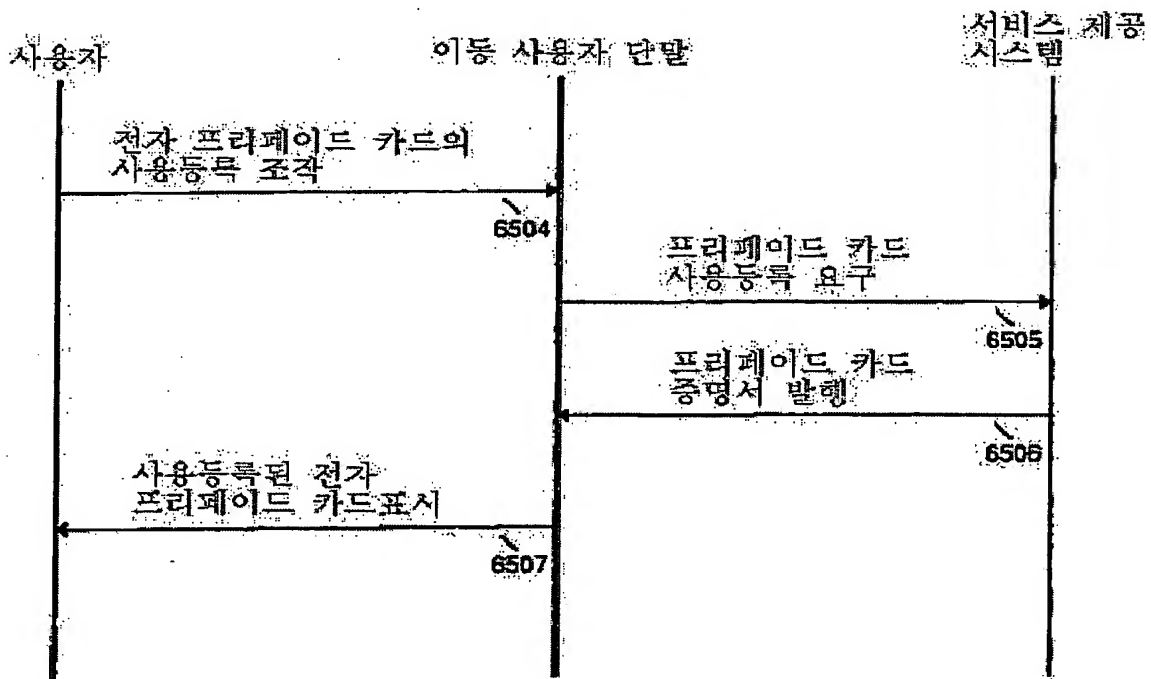 사용자
이동 사용자 단말
서비스 제공
시스템
전자 프리페이드 카드의
사용등록 조작
6504
프리페이드 카드
사용등록 요구
6505
프리페이드 카드
증명서 발행
6506
사용등록된 전자
프리페이드 카드표시
6507